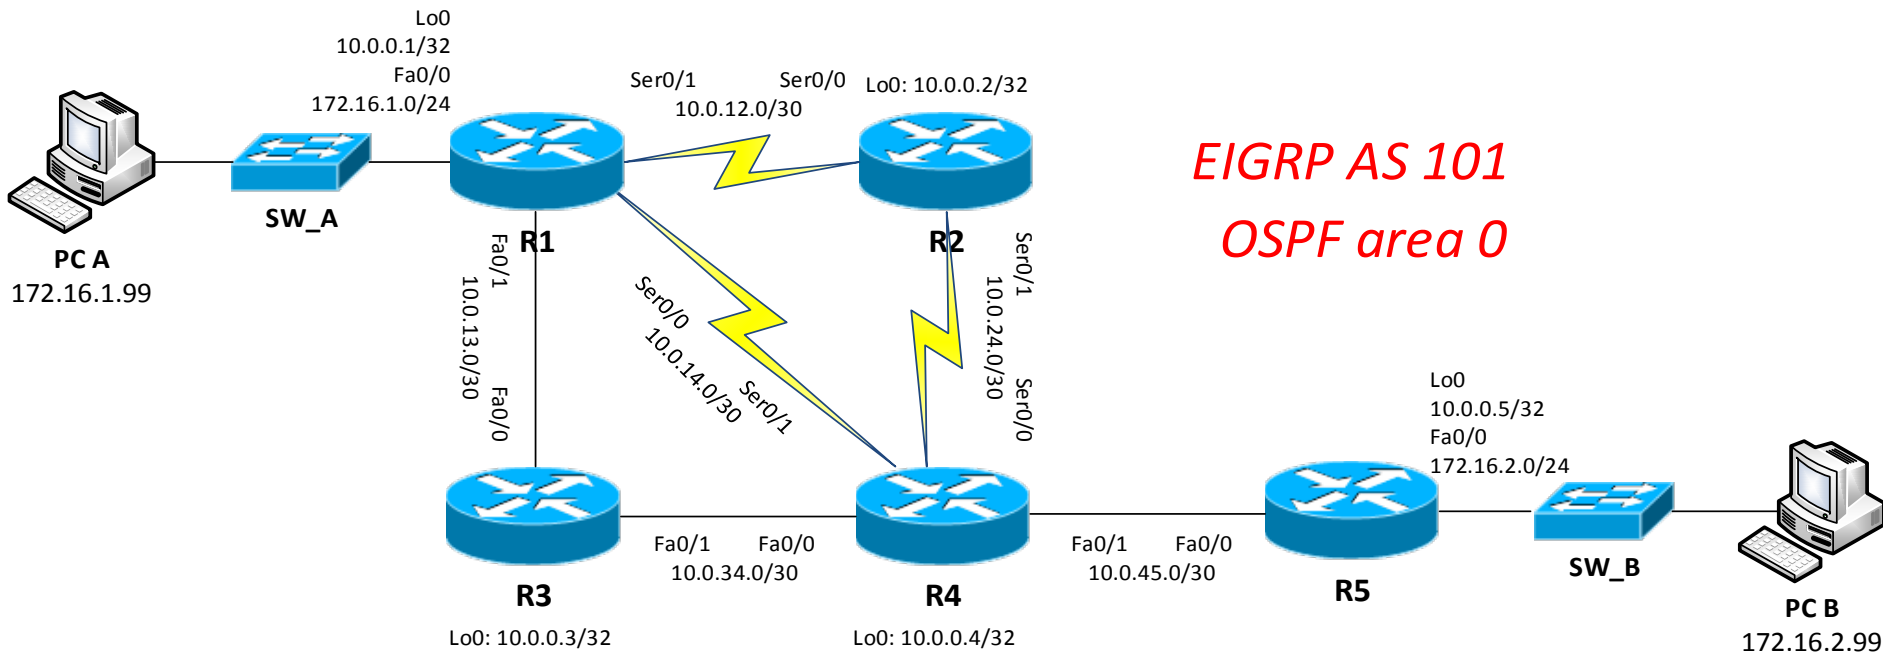 Lo0
10.0.0.1/32
Fa0/0
172.16.1.0/24
Ser0/1
Ser0/0
10.0.12.0/30
Lo0: 10.0.0.2/32
EIGRP AS 101
OSPF area 0
SW_A
R1
R2
PC A
172.16.1.99
Fa0/1
10.0.13.0/30
Fa0/0
Ser0/0
10.0.14.0/30
Ser0/1
Ser0/1
10.0.24.0/30
Ser0/0
Lo0
10.0.0.5/32
Fa0/0
172.16.2.0/24
Fa0/1
Fa0/0
10.0.34.0/30
Fa0/1
Fa0/0
10.0.45.0/30
R3
R4
R5
SW_B
PC B
172.16.2.99
Lo0: 10.0.0.3/32
Lo0: 10.0.0.4/32